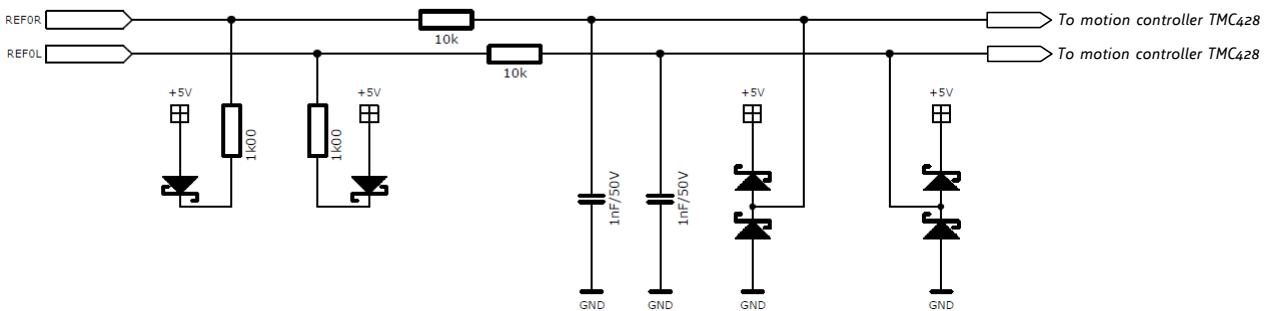 REF0R
10k
To motion controller TMC428
REF0L
10k
To motion controller TMC428
+5V
1k00
1k00
+5V
1nF/50V
1nF/50V
+5V
+5V
GND
GND
GND
GND